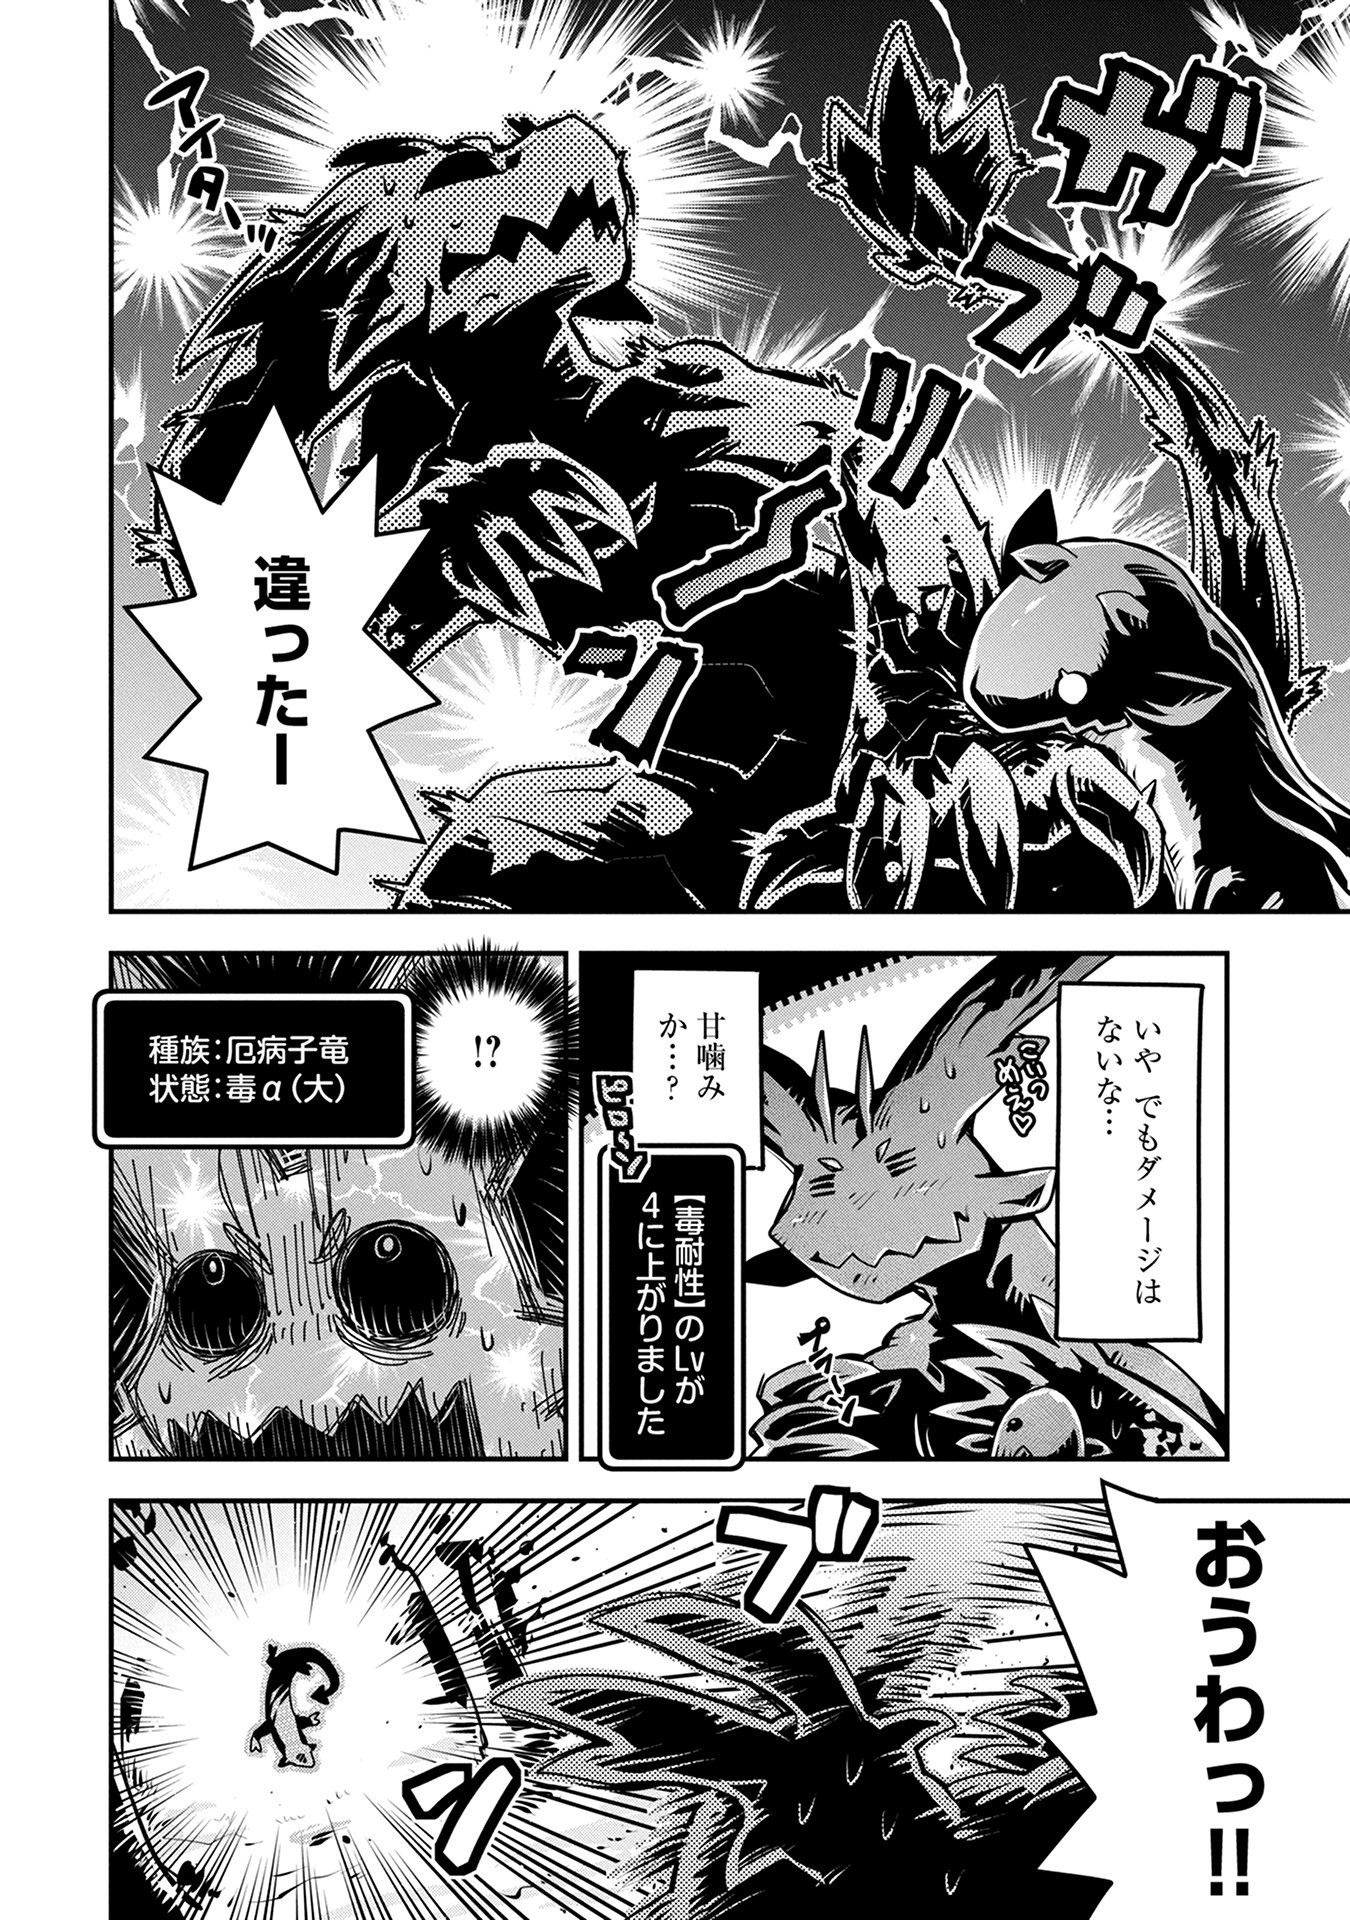 ガブリンッ
アイターッ
違ったー
いや でもダメージは
ないな…
こいつ
めぇ♡
甘噛み
か…?
ピローン
【毒耐性】のLvが
4に上がりました
!?
種族:厄病子竜
状態:毒α(大)
おうわっ!!
ブン